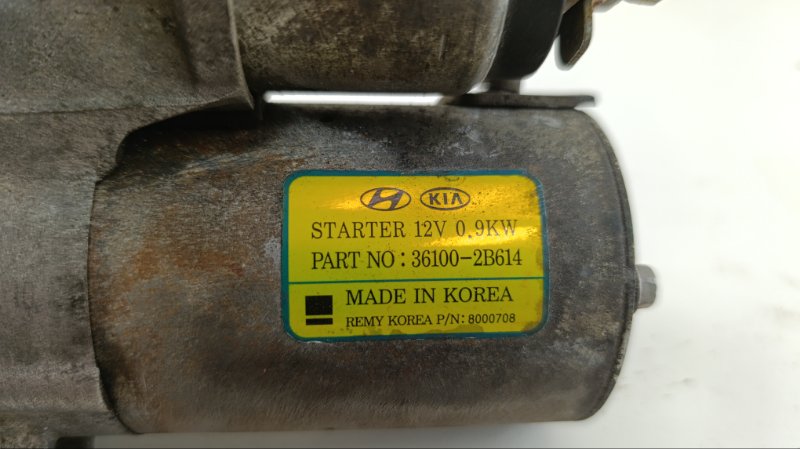 KIA
STARTER 12V 0.9KW
PART NO : 36100-2B614
MADE IN KOREA
REMY KOREA P/N: 8000708